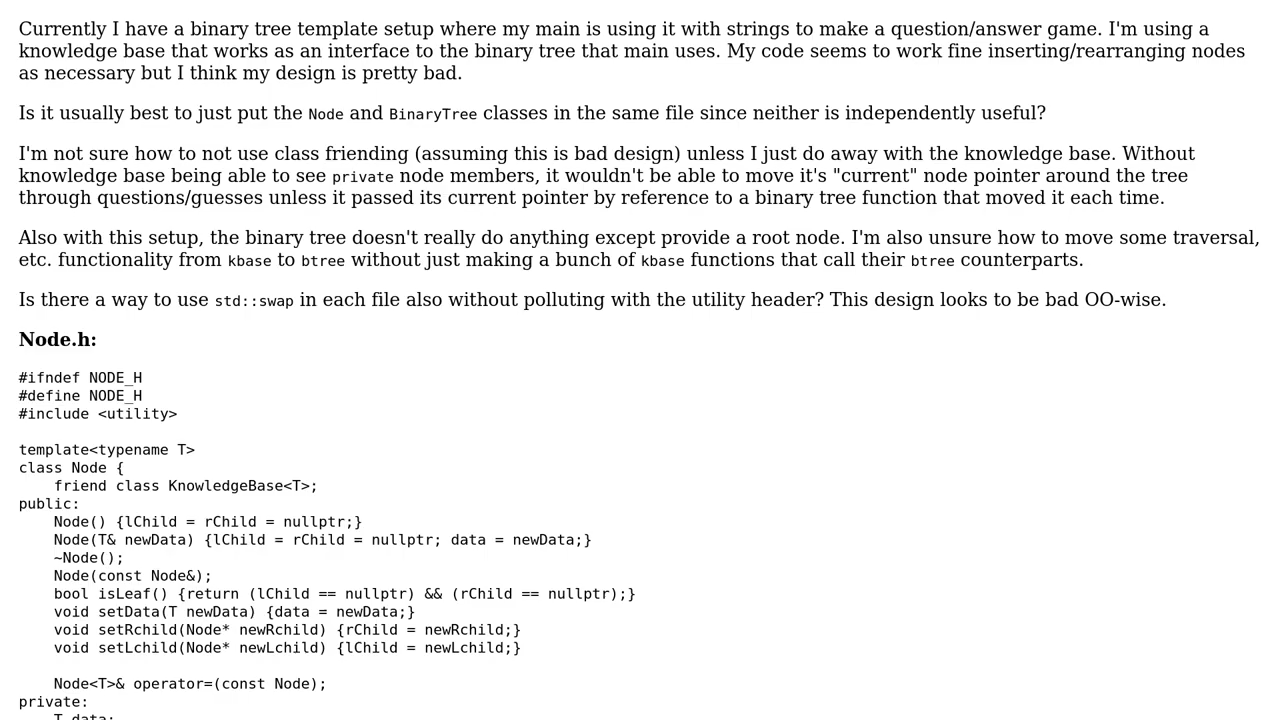 Currently I have a binary tree template setup where my main is using it with strings to make a question/answer game. I'm using a
knowledge base that works as an interface to the binary tree that main uses. My code seems to work fine inserting/rearranging nodes
as necessary but I think my design is pretty bad.
Is it usually best to just put the Node and BinaryTree classes in the same file since neither is independently useful?
I'm not sure how to not use class friending (assuming this is bad design) unless I just do away with the knowledge base. Without
knowledge base being able to see private node members, it wouldn't be able to move it's "current" node pointer around the tree
through questions/guesses unless it passed its current pointer by reference to a binary tree function that moved it each time.
Also with this setup, the binary tree doesn't really do anything except provide a root node. I'm also unsure how to move some traversal,
etc. functionality from kbase to btree without just making a bunch of kbase functions that call their btree counterparts.
Is there a way to use std::swap in each file also without polluting with the utility header? This design looks to be bad OO-wise.
Node.h:
#ifndef NODE_H
#define NODE_H
#include <utility>
template<typename T>
class Node {
    friend class KnowledgeBase<T>;
public:
    Node() {lChild = rChild = nullptr;}
    Node(T& newData) {lChild = rChild = nullptr; data = newData;}
    ~Node();
    Node(const Node&);
    bool isLeaf() {return (lChild == nullptr) && (rChild == nullptr);}
    void setData(T newData) {data = newData;}
    void setRchild(Node* newRchild) {rChild = newRchild;}
    void setLchild(Node* newLchild) {lChild = newLchild;}
    Node<T>& operator=(const Node);
private:
    T data;